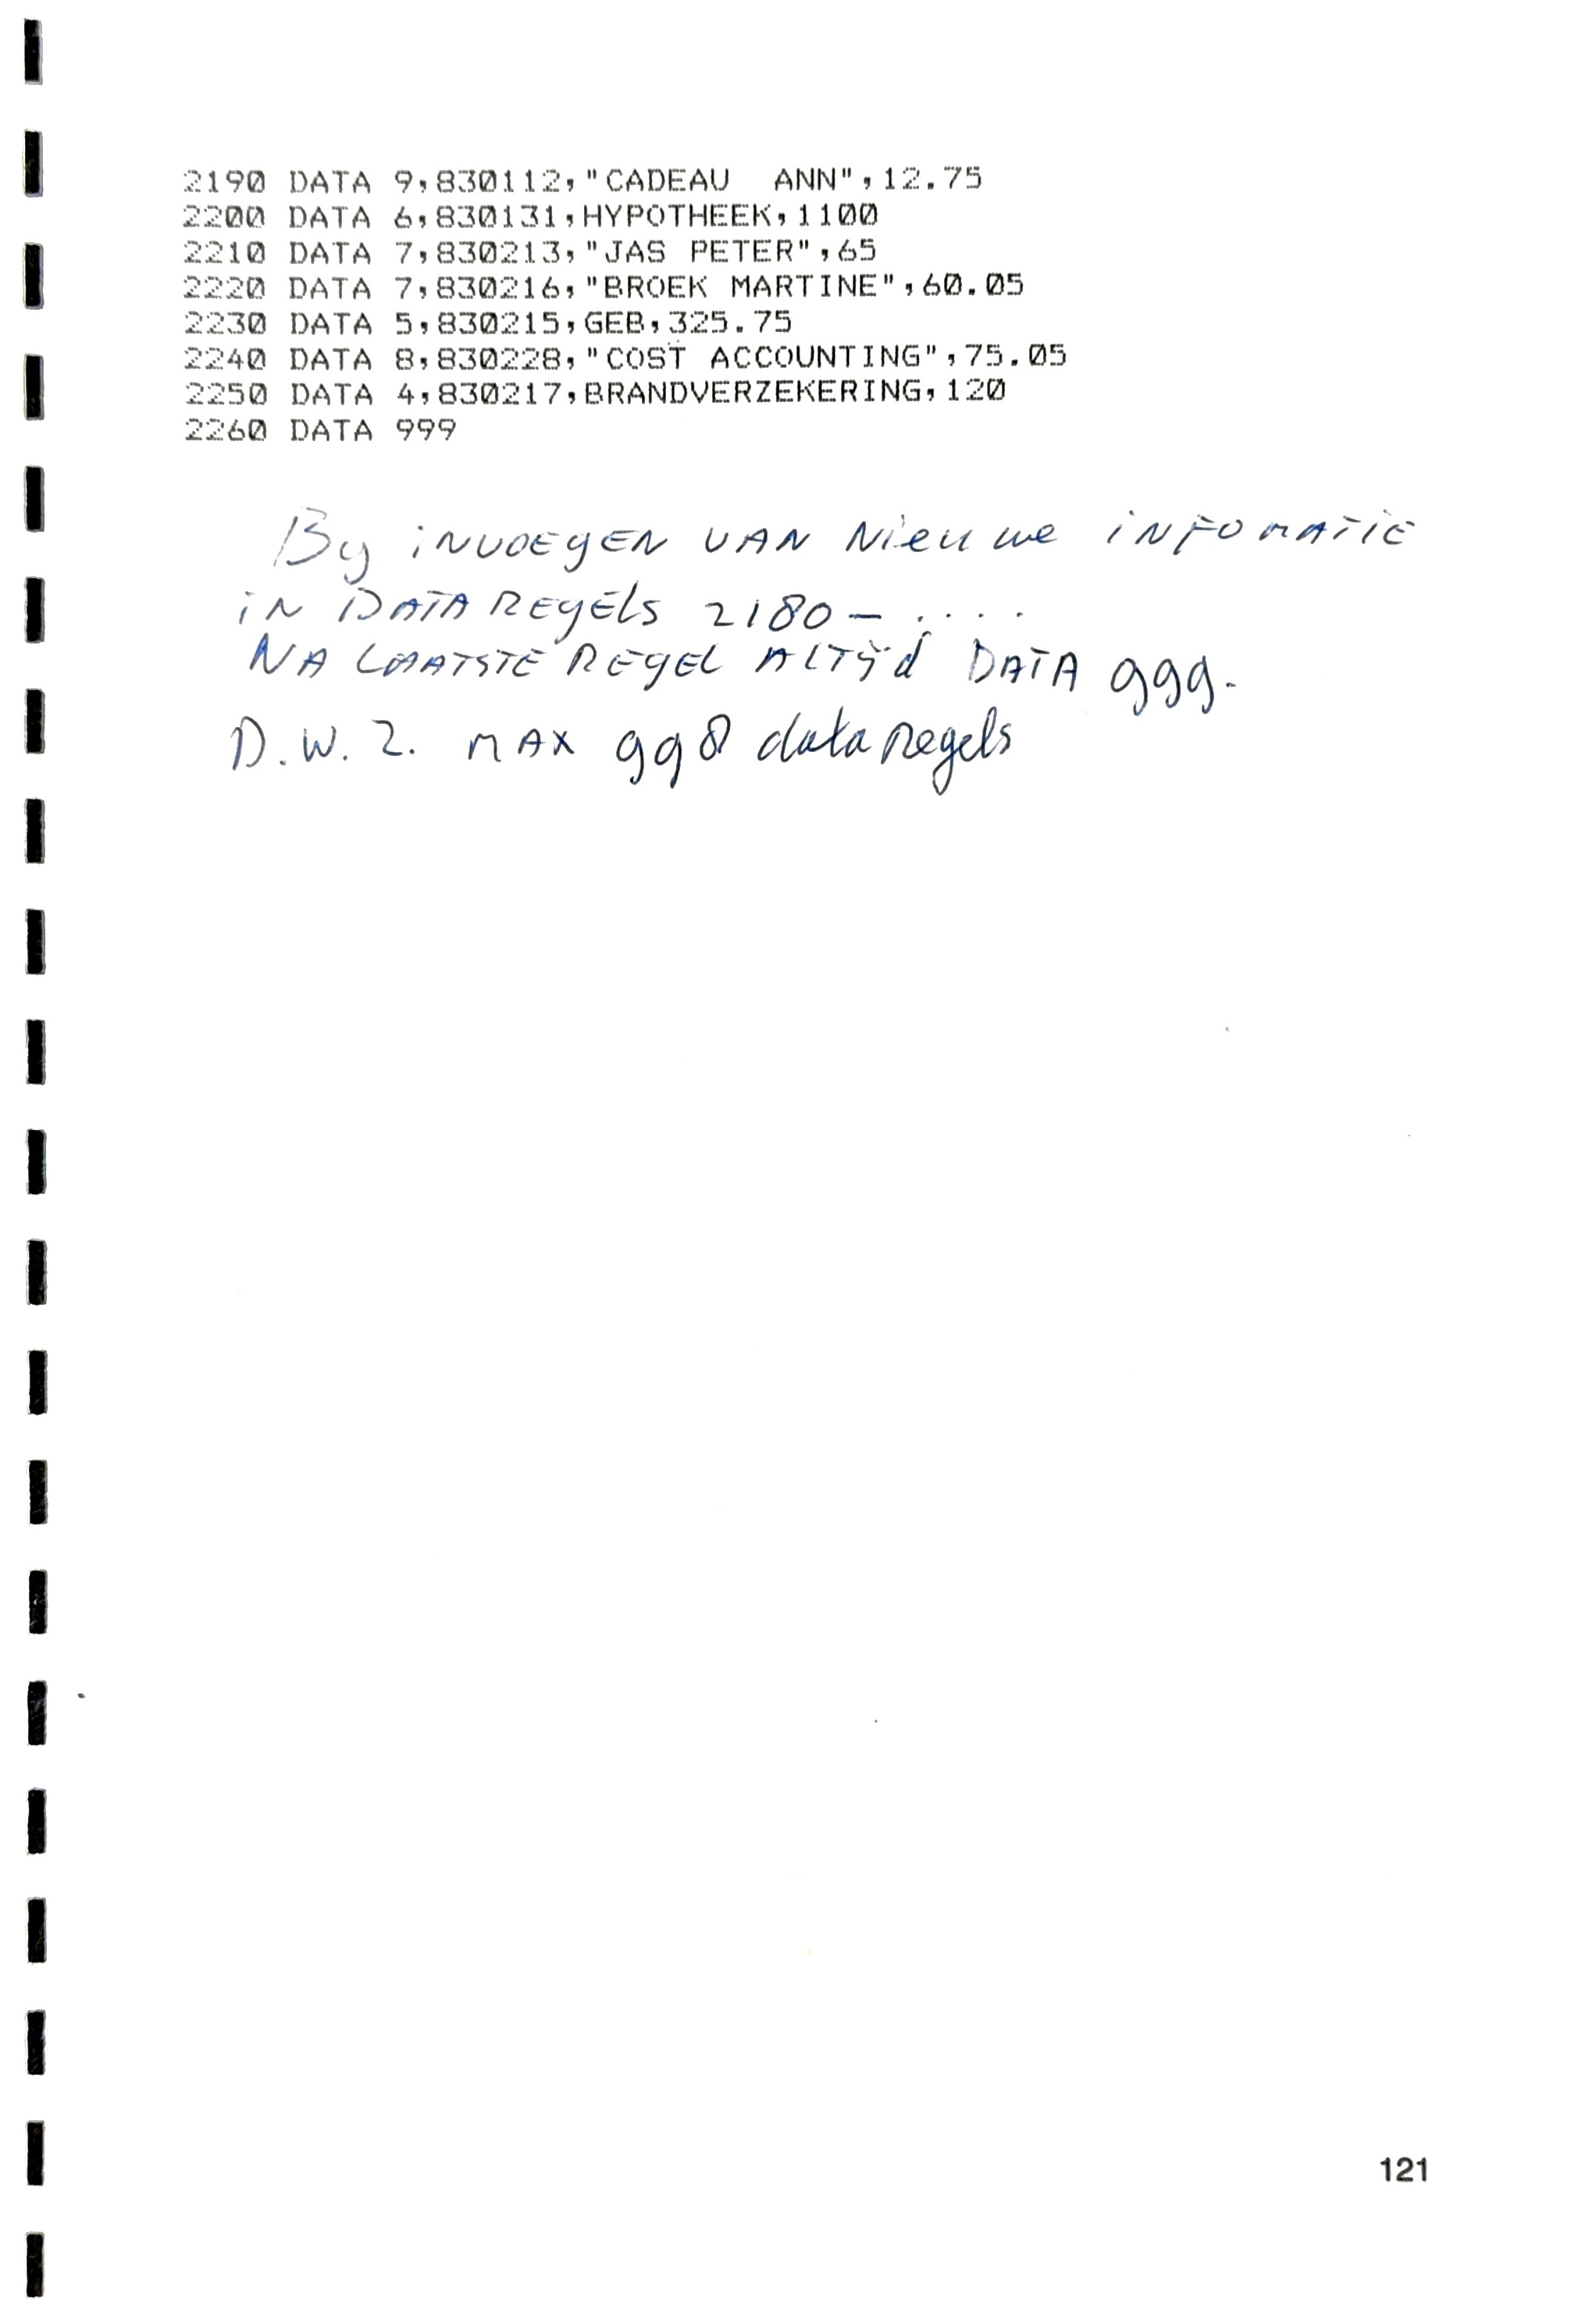 2190 DATA 9,830112,"CADEAU  ANN",12.75
2200 DATA 6,830131,HYPOTHEEK,1100
2210 DATA 7,830213,"JAS PETER",65
2220 DATA 7,830216,"BROEK MARTINE",60.05
2230 DATA 5,830215,GEB,325.75
2240 DATA 8,830228,"COST ACCOUNTING",75.05
2250 DATA 4,830217,BRANDVERZEKERING,120
2260 DATA 999
By iNVOEGEN VAN Nieuwe iNFOMATiE
iN DATA REGELS 2180 – ....
NA LAATSTE REGEL ALTijd DATA 999.
D.W.Z. MAX 998 data Regels
121